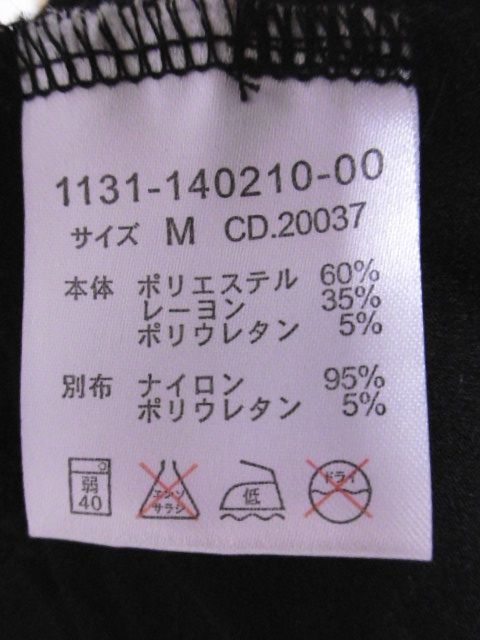 1131-140210-00
サイズ M CD.20037
本体 ポリエステル 60%
レーヨン 35%
ポリウレタン 5%
別布 ナイロン 95%
ポリウレタン 5%
弱 40
エンソ サラシ
低
ドライ